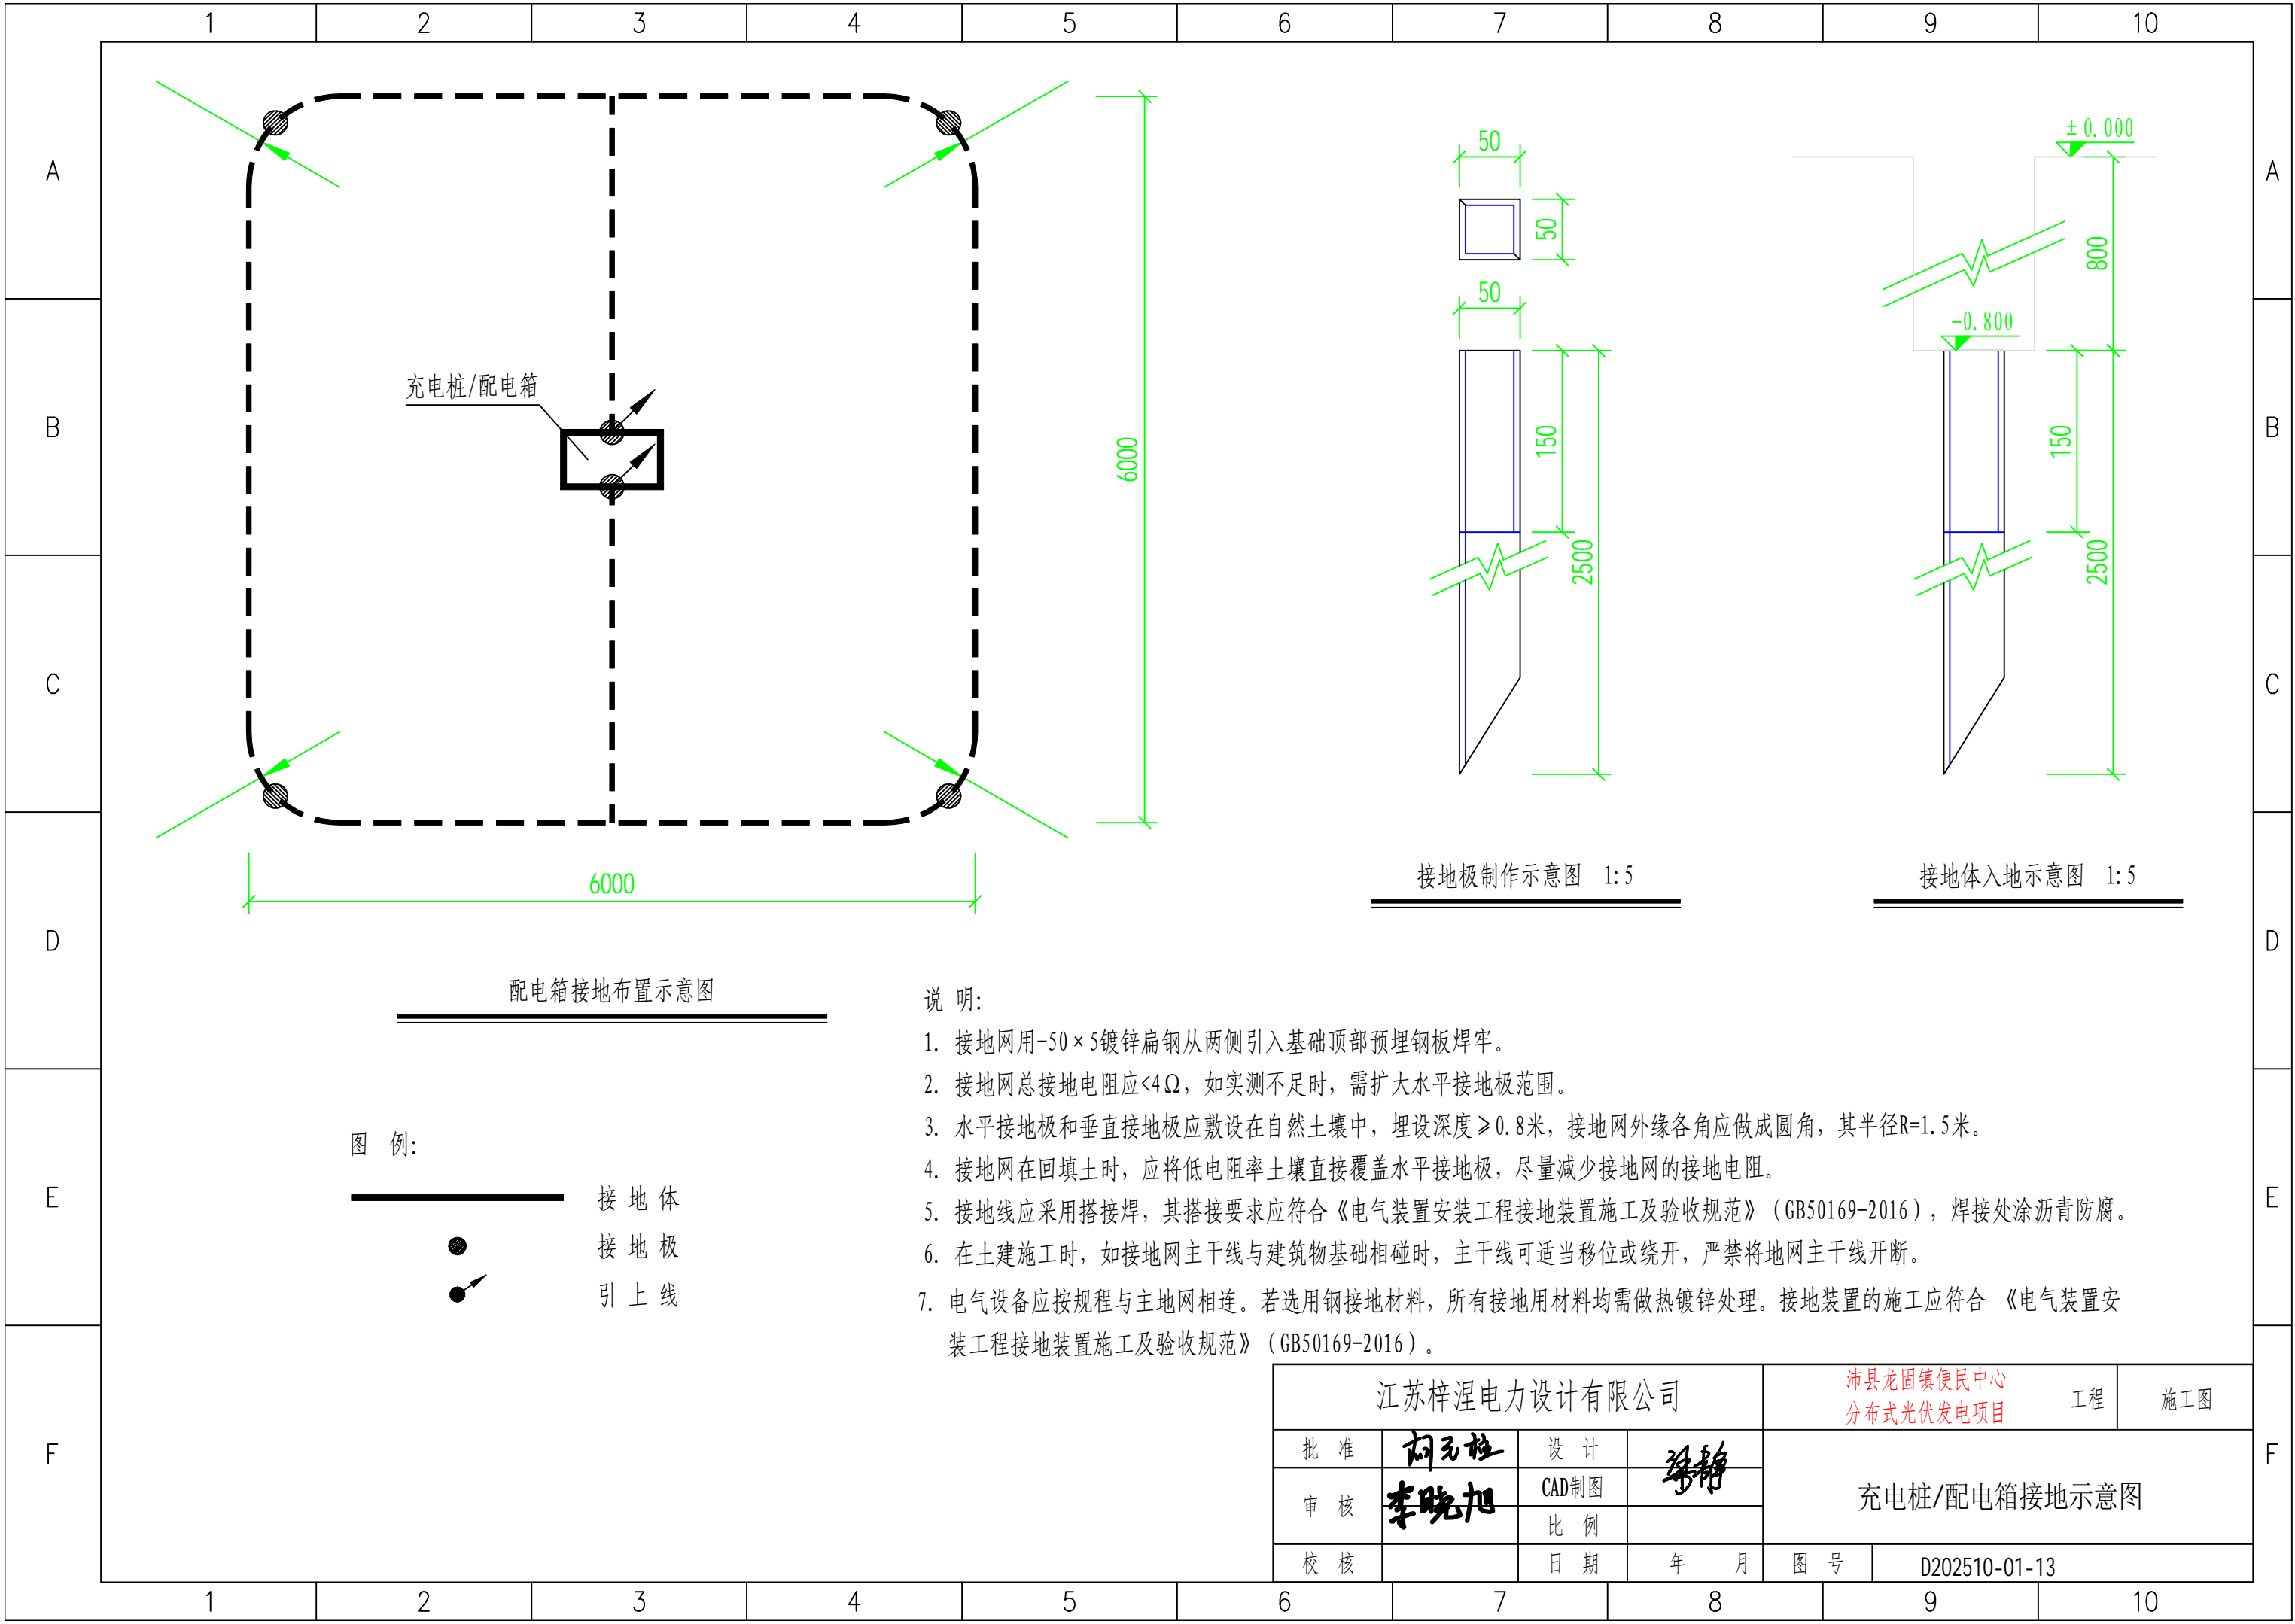 1 2 3 4 5 6 7 8 9 10
A A
B B
C C
D D
E E
F F
充电桩/配电箱
6000
6000
配电箱接地布置示意图
50
50
50
150
2500
接地极制作示意图 1:5
±0.000
800
-0.800
150
2500
接地体入地示意图 1:5
图 例:
接 地 体
接 地 极
引 上 线
说 明:
1. 接地网用-50×5镀锌扁钢从两侧引入基础顶部预埋钢板焊牢。
2. 接地网总接地电阻应<4Ω, 如实测不足时, 需扩大水平接地极范围。
3. 水平接地极和垂直接地极应敷设在自然土壤中, 埋设深度≥0.8米, 接地网外缘各角应做成圆角, 其半径R=1.5米。
4. 接地网在回填土时, 应将低电阻率土壤直接覆盖水平接地极, 尽量减少接地网的接地电阻。
5. 接地线应采用搭接焊, 其搭接要求应符合《电气装置安装工程接地装置施工及验收规范》(GB50169-2016), 焊接处涂沥青防腐。
6. 在土建施工时, 如接地网主干线与建筑物基础相碰时, 主干线可适当移位或绕开, 严禁将地网主干线开断。
7. 电气设备应按规程与主地网相连。若选用钢接地材料, 所有接地用材料均需做热镀锌处理。接地装置的施工应符合 《电气装置安
装工程接地装置施工及验收规范》(GB50169-2016)。
江苏梓涅电力设计有限公司
沛县龙固镇便民中心
分布式光伏发电项目
工程 施工图
批 准 设 计
审 核 李晓旭 CAD制图
比 例
校 核 日 期 年 月
充电桩/配电箱接地示意图
图 号 D202510-01-13
1 2 3 4 5 6 7 8 9 10